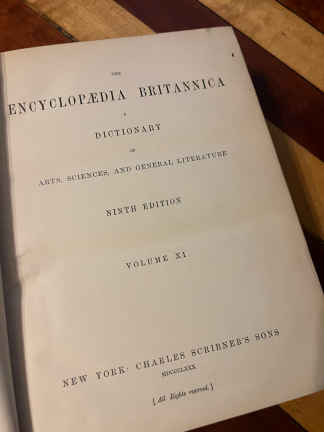 THE
ENCYCLOPÆDIA BRITANNICA
A
DICTIONARY
OF
ARTS, SCIENCES, AND GENERAL LITERATURE
NINTH EDITION
VOLUME XI
NEW YORK: CHARLES SCRIBNER'S SONS
MDCCCLXXX
[All Rights reserved.]